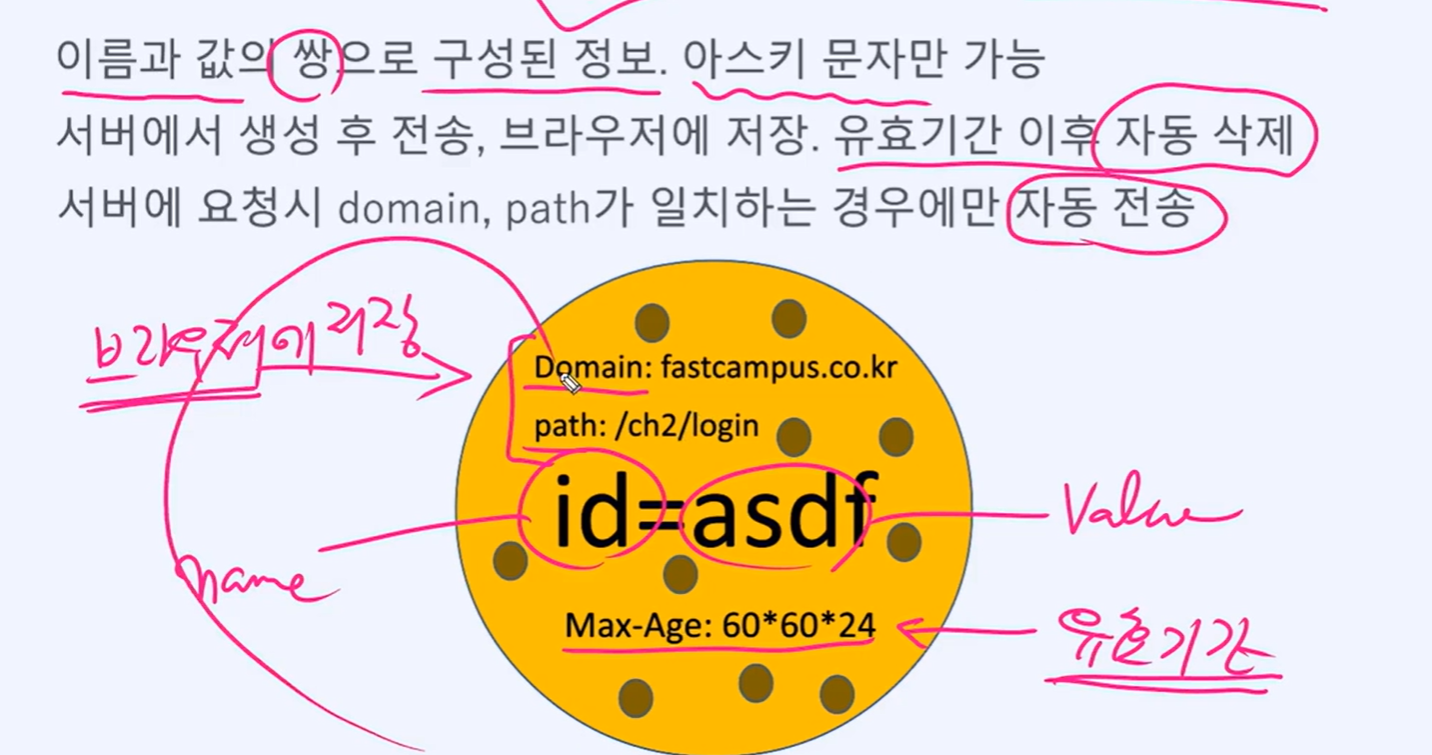 이름과 값의 쌍으로 구성된 정보. 아스키 문자만 가능
서버에서 생성 후 전송, 브라우저에 저장. 유효기간 이후 자동 삭제
서버에 요청시 domain, path가 일치하는 경우에만 자동 전송
브라우저에 저장
Domain: fastcampus.co.kr
path: /ch2/login
id=asdf
Value
name
Max-Age: 60*60*24
유효기간